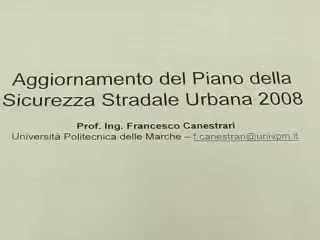 Aggiornamento del Piano della
Sicurezza Stradale Urbana 2008
Prof. Ing. Francesco Canestrari
Università Politecnica delle Marche – f.canestrari@univpm.it